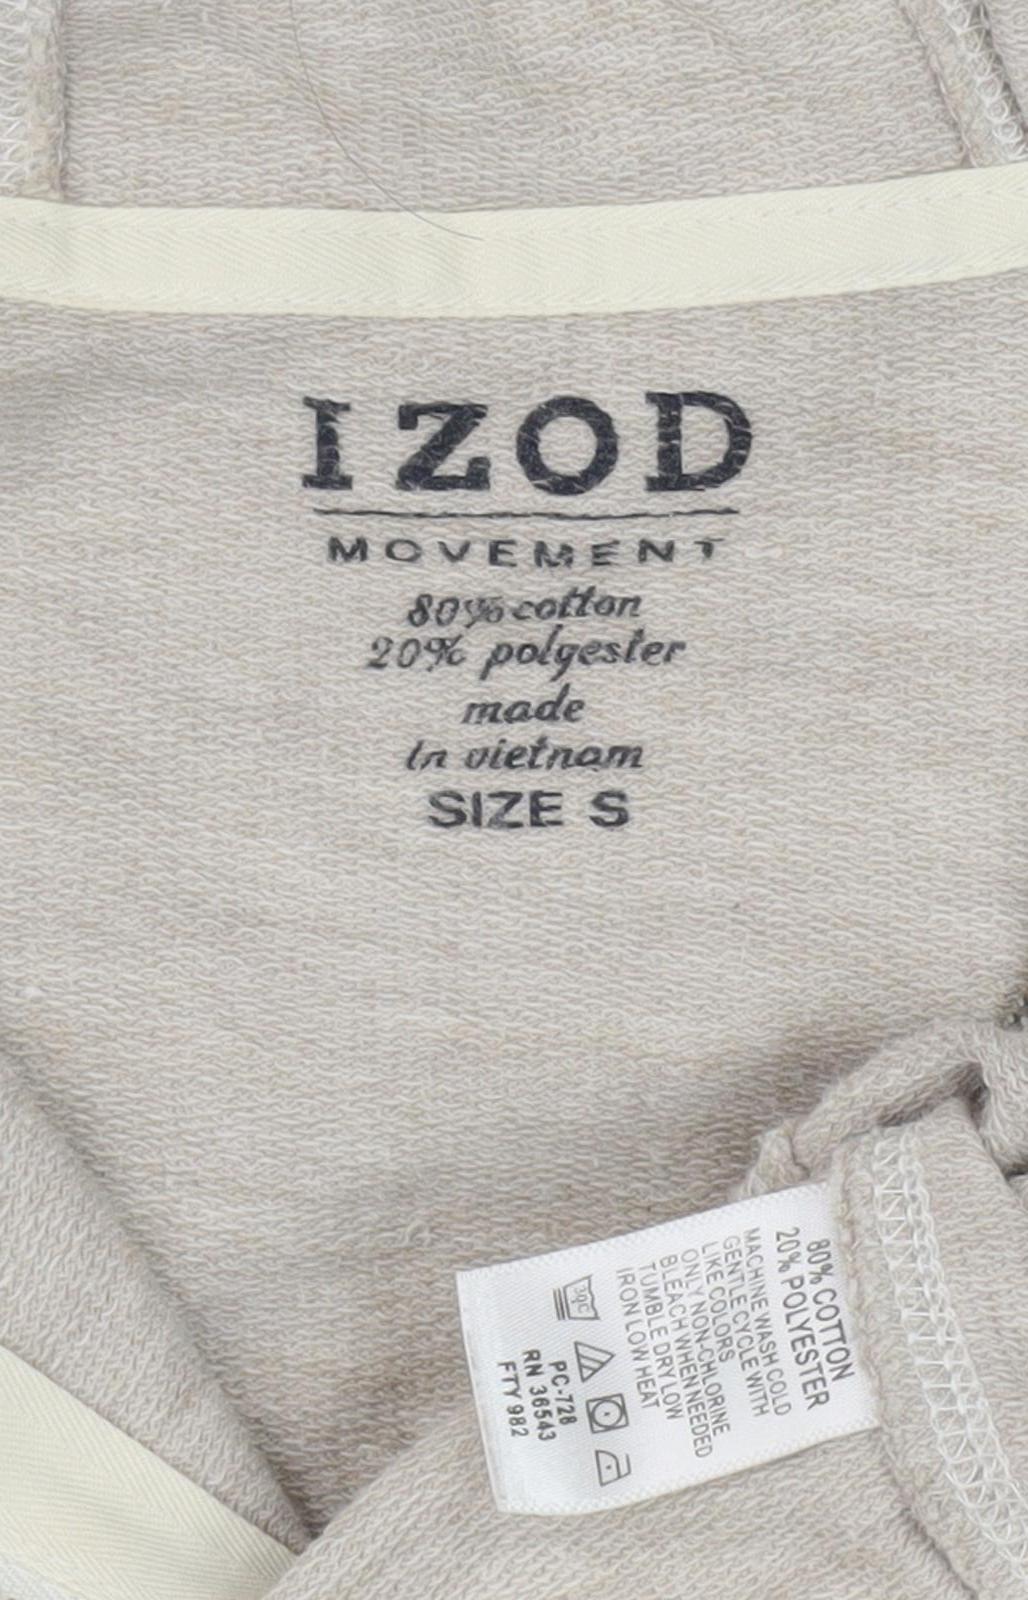 IZOD
MOVEMENT
80% cotton
20% polyester
made
In vietnam
SIZE S
80% COTTON
20% POLYESTER
MACHINE WASH COLD
GENTLE CYCLE WITH
LIKE COLORS
ONLY NON-CHLORINE
BLEACH WHEN NEEDED
TUMBLE DRY LOW
IRON LOW HEAT
PC-728
RN 36543
FTY 982